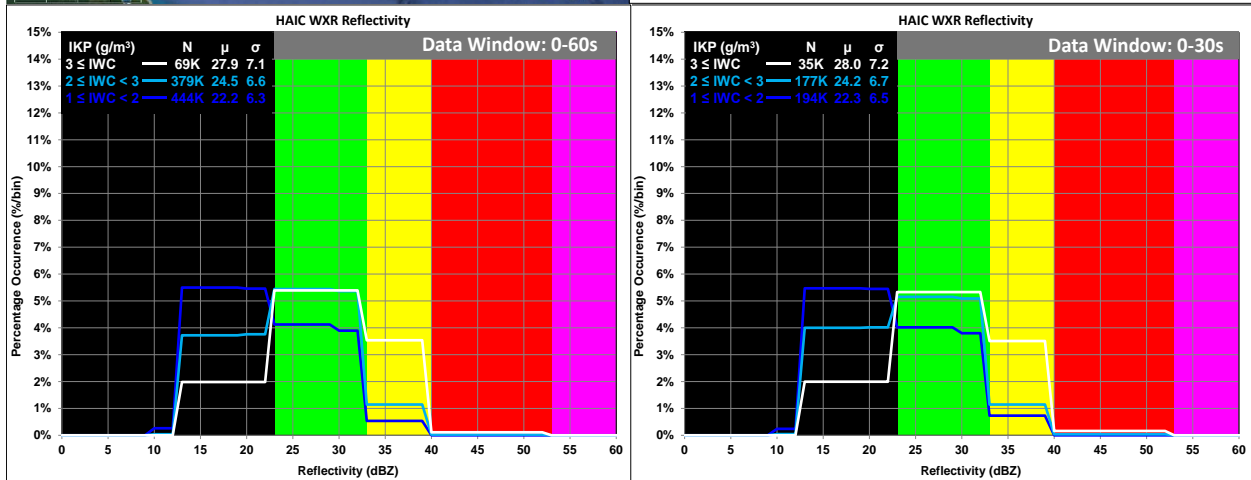 HAIC WXR Reflectivity
Data Window: 0-60s
IKP (g/m³) N μ σ
3 ≤ IWC 69K 27.9 7.1
2 ≤ IWC < 3 379K 24.5 6.6
1 ≤ IWC < 2 444K 22.2 6.3
Percentage Occurence (%/bin)
15%
14%
13%
12%
11%
10%
9%
8%
7%
6%
5%
4%
3%
2%
1%
0%
0 5 10 15 20 25 30 35 40 45 50 55 60
Reflectivity (dBZ)
HAIC WXR Reflectivity
Data Window: 0-30s
IKP (g/m³) N μ σ
3 ≤ IWC 35K 28.0 7.2
2 ≤ IWC < 3 177K 24.2 6.7
1 ≤ IWC < 2 194K 22.3 6.5
Percentage Occurence (%/bin)
15%
14%
13%
12%
11%
10%
9%
8%
7%
6%
5%
4%
3%
2%
1%
0%
0 5 10 15 20 25 30 35 40 45 50 55 60
Reflectivity (dBZ)